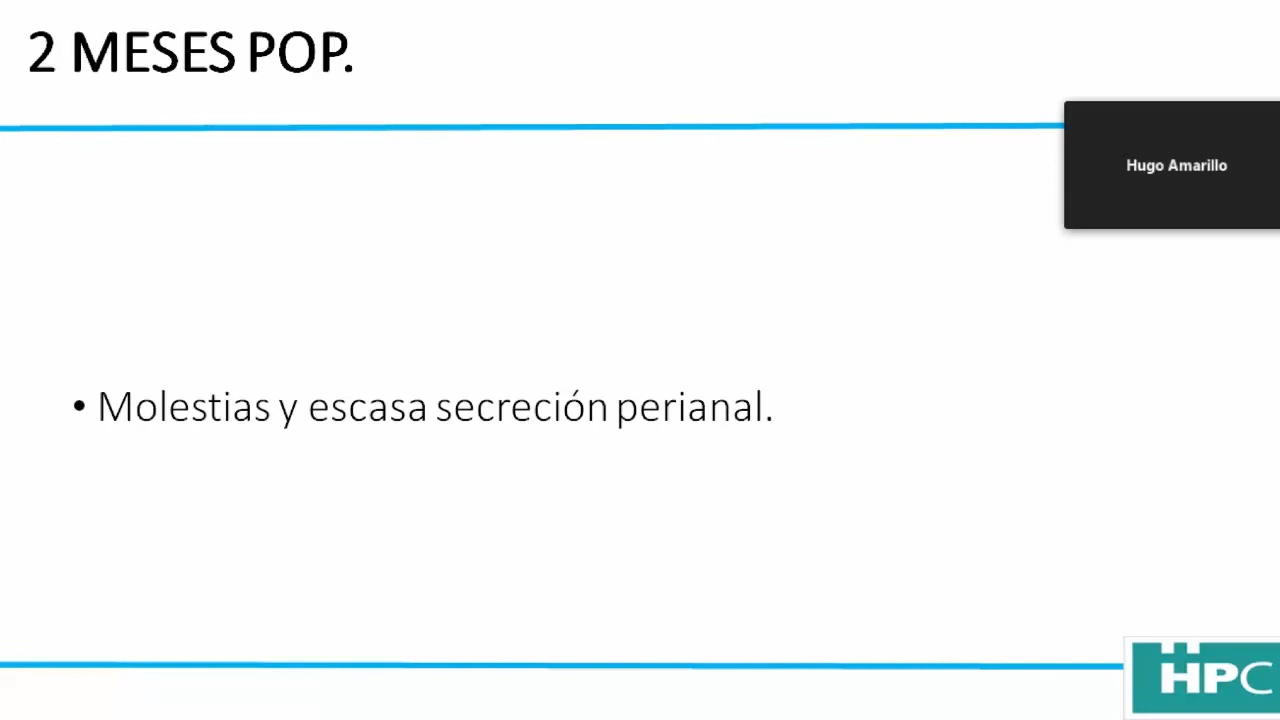 2 MESES POP.
Hugo Amarillo
• Molestias y escasa secreción perianal.
HPC